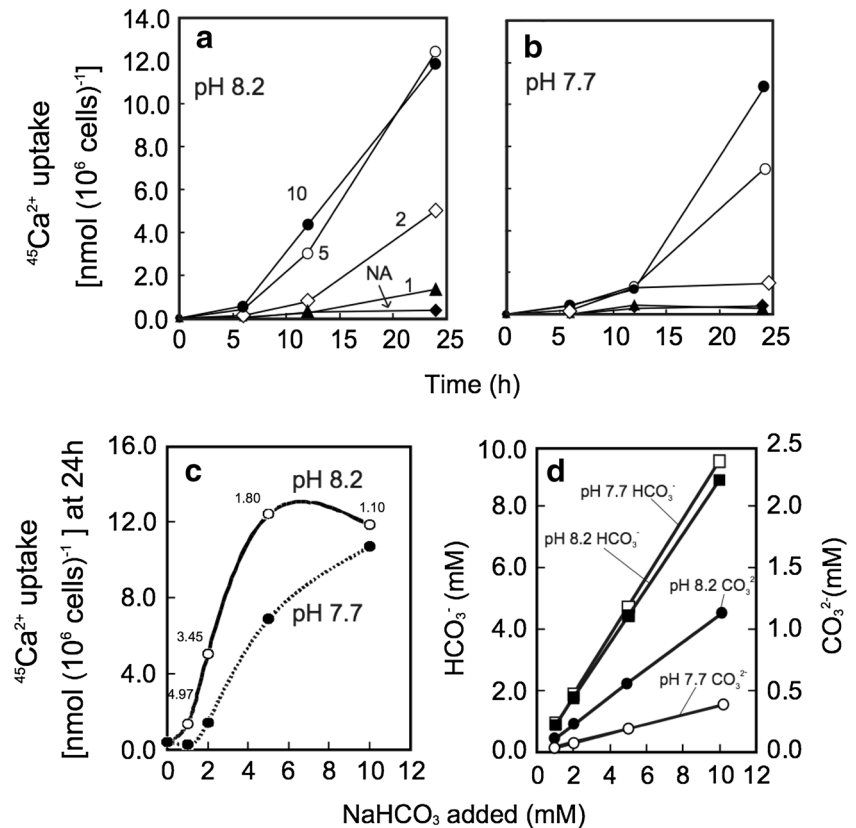 a
b
pH 8.2
pH 7.7
14.0
12.0
10.0
8.0
6.0
4.0
2.0
0.0
10
5
2
NA
1
0 5 10 15 20 25
0 5 10 15 20 25
⁴⁵Ca²⁺ uptake
[nmol (10⁶ cells)⁻¹]
Time (h)
c
d
16.0
12.0
8.0
4.0
0.0
pH 8.2
pH 7.7
1.80
1.10
3.45
4.97
0 2 4 6 8 10 12
⁴⁵Ca²⁺ uptake
[nmol (10⁶ cells)⁻¹] at 24h
10.0
8.0
6.0
4.0
2.0
0.0
HCO₃⁻ (mM)
pH 7.7 HCO₃⁻
pH 8.2 HCO₃⁻
pH 8.2 CO₃²
pH 7.7 CO₃²⁻
2.5
2.0
1.5
1.0
0.5
0.0
CO₃²⁻(mM)
0 2 4 6 8 10 12
NaHCO₃ added (mM)